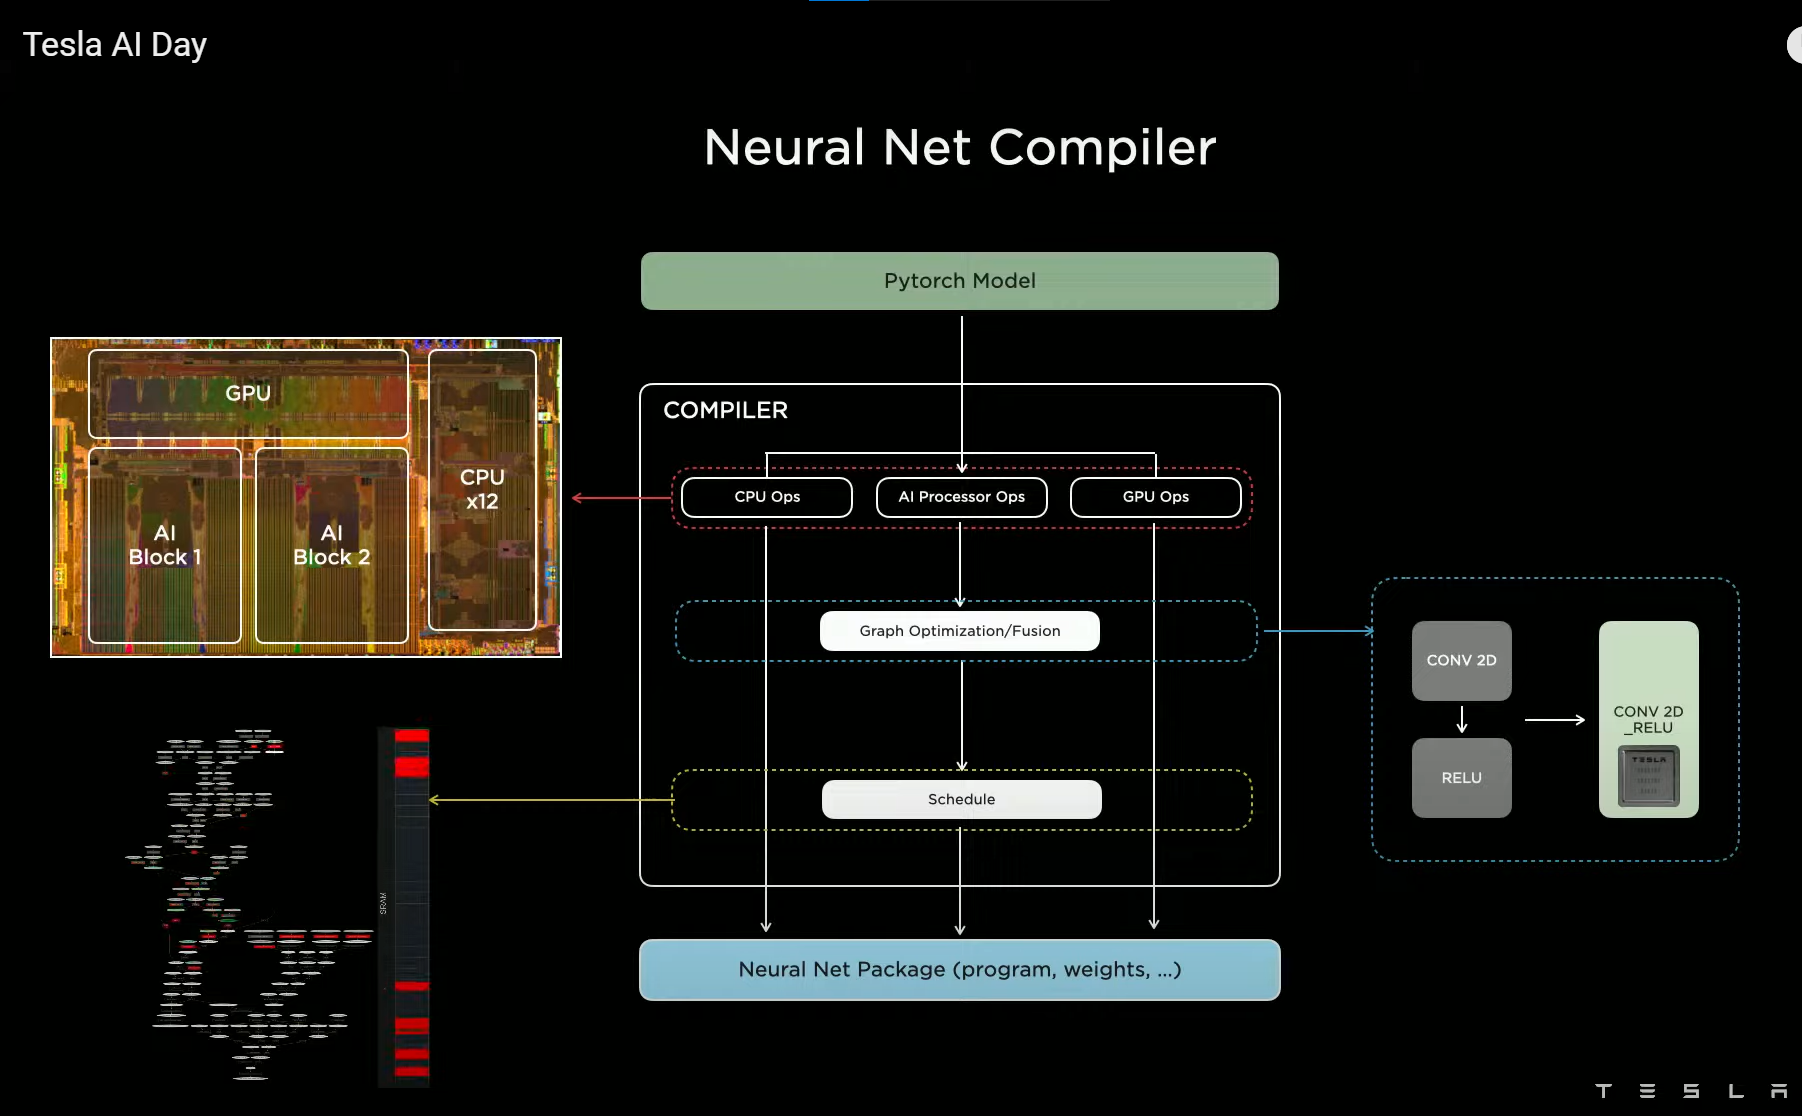 Tesla AI Day
Neural Net Compiler
Pytorch Model
COMPILER
CPU Ops
AI Processor Ops
GPU Ops
GPU
CPU
x12
AI
Block 1
AI
Block 2
Graph Optimization/Fusion
CONV 2D
RELU
CONV 2D
_RELU
TESLA
Schedule
SRAM
Neural Net Package (program, weights, ...)
TESLA